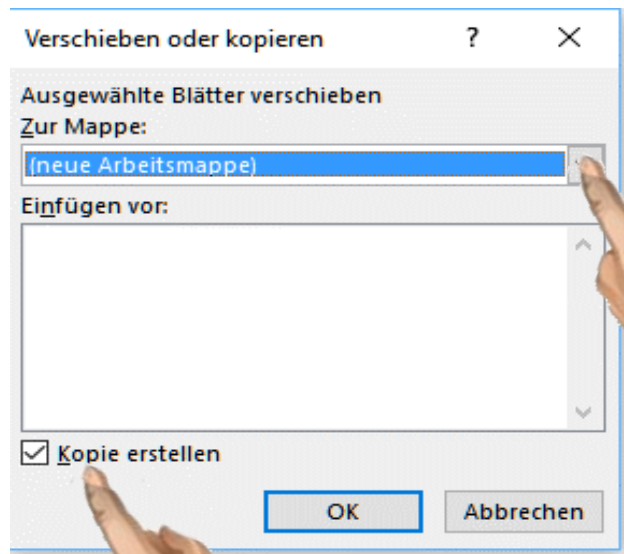 Verschieben oder kopieren ?
Ausgewählte Blätter verschieben
Zur Mappe:
(neue Arbeitsmappe)
Einfügen vor:
Kopie erstellen
OK Abbrechen